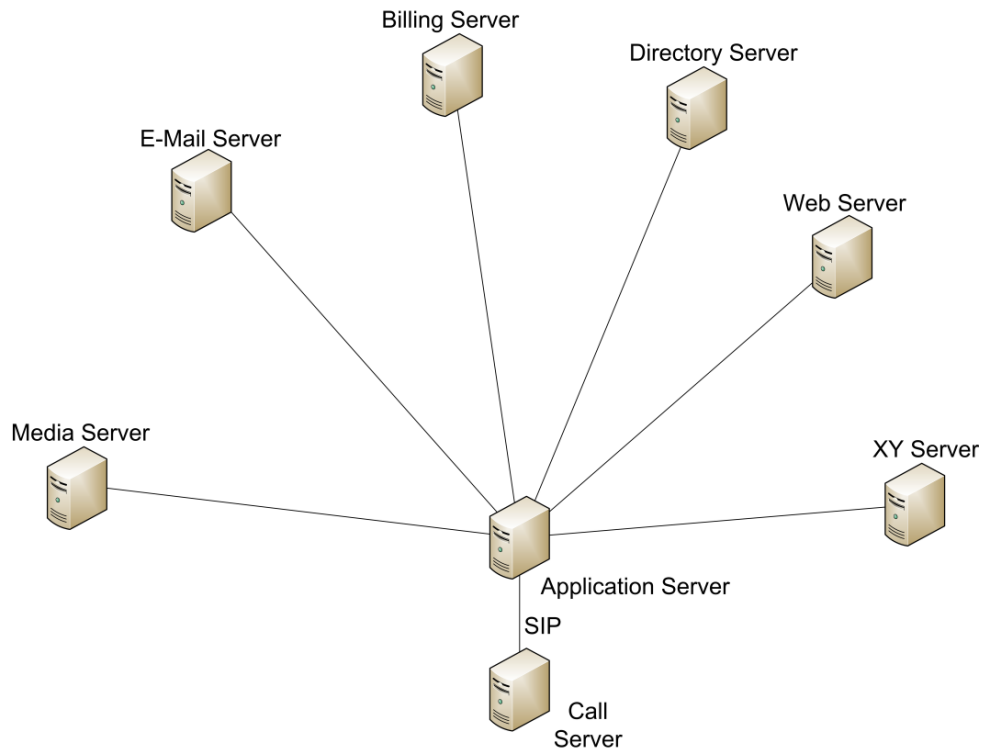 Billing Server
Directory Server
E-Mail Server
Web Server
Media Server
XY Server
Application Server
SIP
Call
Server